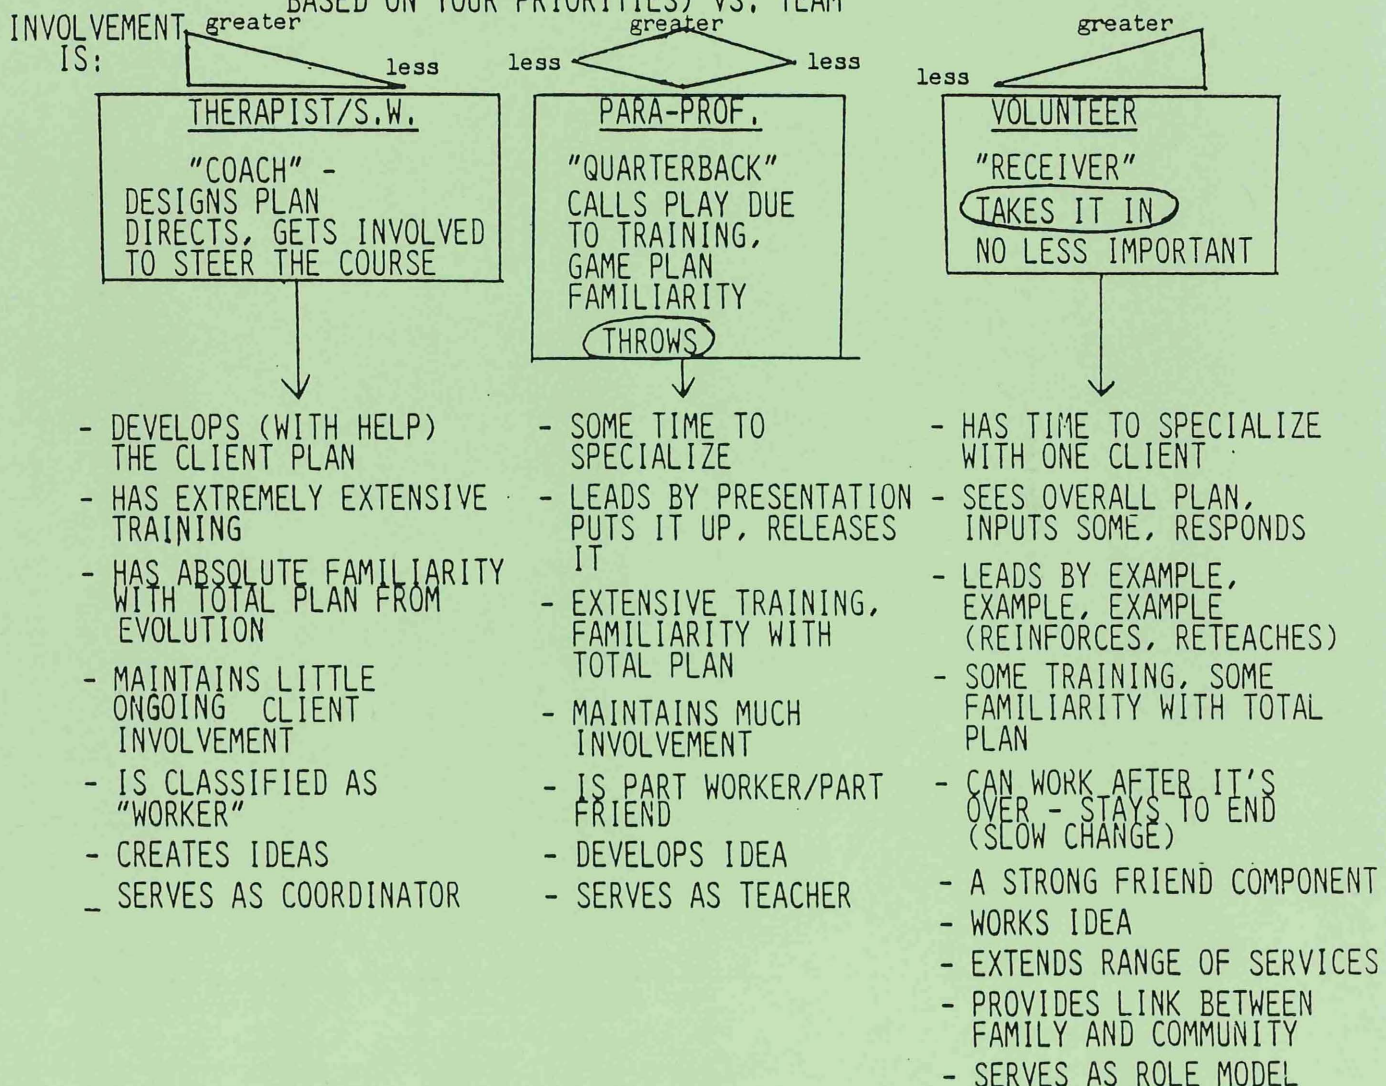 BASED ON YOUR PRIORITIES) VS. TEAM
INVOLVEMENT
IS:
greater
less
less
greater
less
less
greater
THERAPIST/S.W.
"COACH" -
DESIGNS PLAN
DIRECTS, GETS INVOLVED
TO STEER THE COURSE
- DEVELOPS (WITH HELP)
THE CLIENT PLAN
- HAS EXTREMELY EXTENSIVE
TRAINING
- HAS ABSOLUTE FAMILIARITY
WITH TOTAL PLAN FROM
EVOLUTION
- MAINTAINS LITTLE
ONGOING CLIENT
INVOLVEMENT
- IS CLASSIFIED AS
"WORKER"
- CREATES IDEAS
_ SERVES AS COORDINATOR
PARA-PROF.
"QUARTERBACK"
CALLS PLAY DUE
TO TRAINING,
GAME PLAN
FAMILIARITY
THROWS
- SOME TIME TO
SPECIALIZE
- LEADS BY PRESENTATION
PUTS IT UP, RELEASES
IT
- EXTENSIVE TRAINING,
FAMILIARITY WITH
TOTAL PLAN
- MAINTAINS MUCH
INVOLVEMENT
- IS PART WORKER/PART
FRIEND
- DEVELOPS IDEA
- SERVES AS TEACHER
VOLUNTEER
"RECEIVER"
TAKES IT IN
NO LESS IMPORTANT
- HAS TIME TO SPECIALIZE
WITH ONE CLIENT
- SEES OVERALL PLAN,
INPUTS SOME, RESPONDS
- LEADS BY EXAMPLE,
EXAMPLE, EXAMPLE
(REINFORCES, RETEACHES)
- SOME TRAINING, SOME
FAMILIARITY WITH TOTAL
PLAN
- CAN WORK AFTER IT'S
OVER - STAYS TO END
(SLOW CHANGE)
- A STRONG FRIEND COMPONENT
- WORKS IDEA
- EXTENDS RANGE OF SERVICES
- PROVIDES LINK BETWEEN
FAMILY AND COMMUNITY
- SERVES AS ROLE MODEL